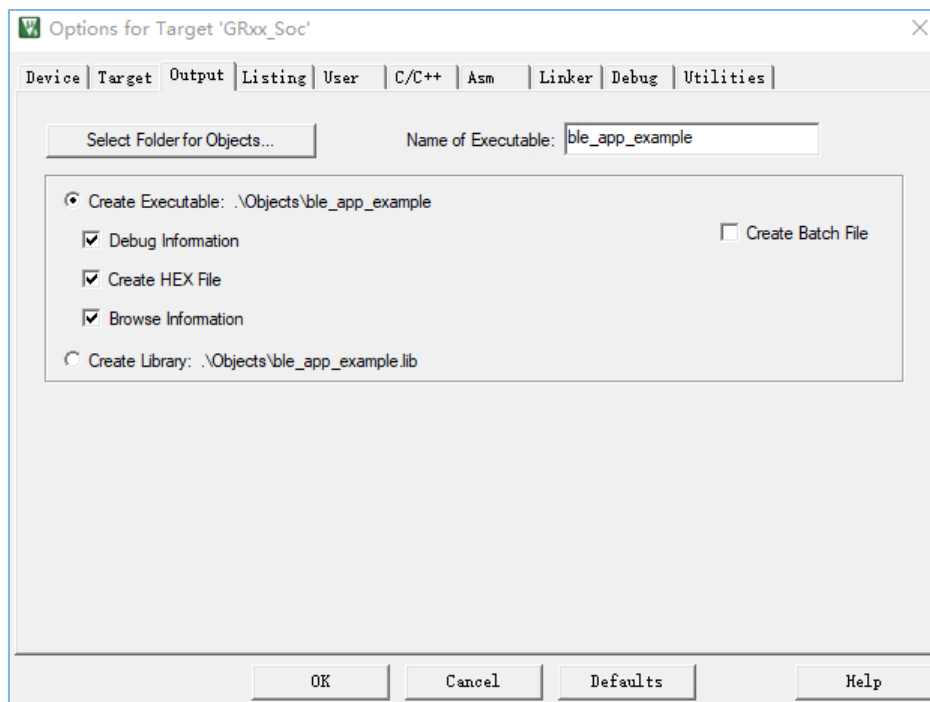 Options for Target 'GRxx_Soc'
Device Target Output Listing User C/C++ Asm Linker Debug Utilities
Select Folder for Objects... Name of Executable: ble_app_example
Create Executable: .\Objects\ble_app_example
Debug Information Create Batch File
Create HEX File
Browse Information
Create Library: .\Objects\ble_app_example.lib
OK Cancel Defaults Help